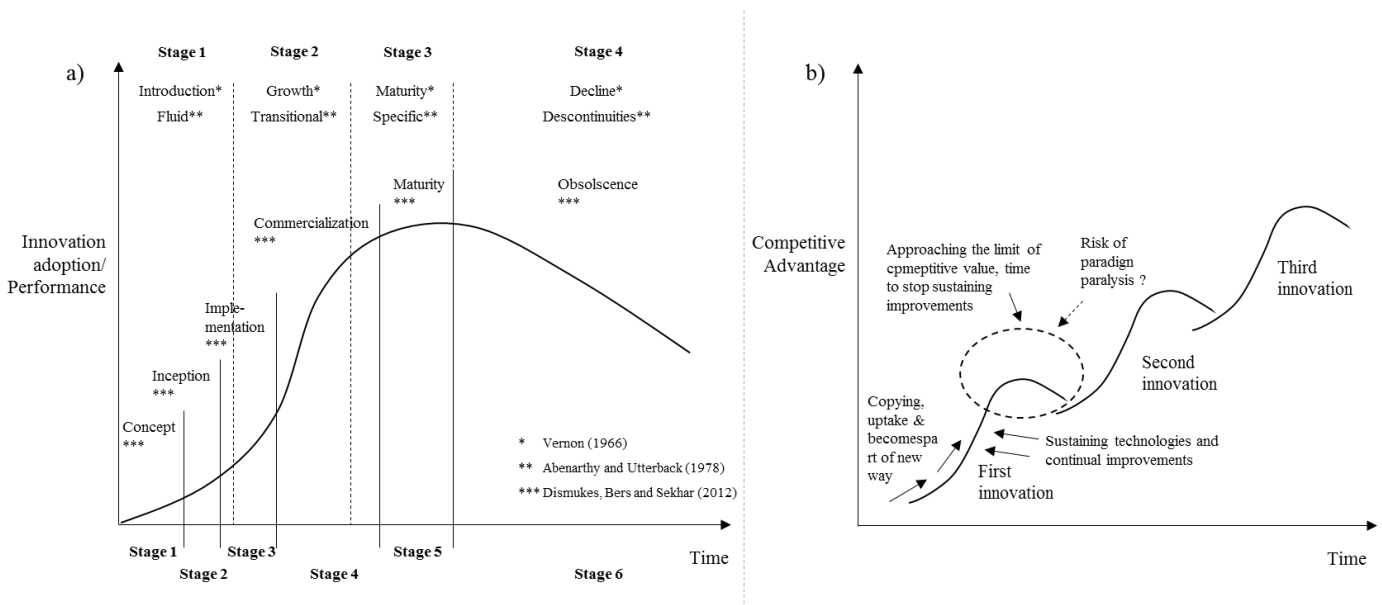 a)
Stage 1
Stage 2
Stage 3
Stage 4
Introduction*
Growth*
Maturity*
Decline*
Fluid**
Transitional**
Specific**
Descontinuities**
Maturity
***
Obsolscence
***
Commercialization
***
Innovation
adoption/
Performance
Imple-
mentation
***
Inception
***
Concept
***
* Vernon (1966)
** Abenarthy and Utterback (1978)
*** Dismukes, Bers and Sekhar (2012)
Time
Stage 1
Stage 3
Stage 5
Stage 2
Stage 4
Stage 6
b)
Competitive
Advantage
Approaching the limit of
cpmeptitive value, time
to stop sustaining
improvements
Risk of
paradign
paralysis ?
Third
innovation
Second
innovation
Copying,
uptake &
becomespa
rt of new
way
Sustaining technologies and
continual improvements
First
innovation
Time